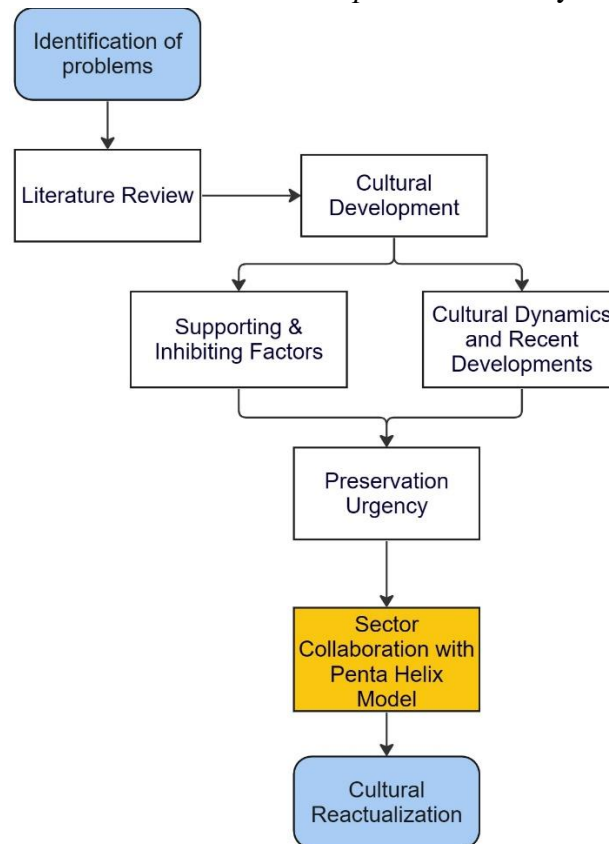 Identification of
problems
Literature Review
Cultural
Development
Supporting &
Inhibiting Factors
Cultural Dynamics
and Recent
Developments
Preservation
Urgency
Sector
Collaboration with
Penta Helix
Model
Cultural
Reactualization